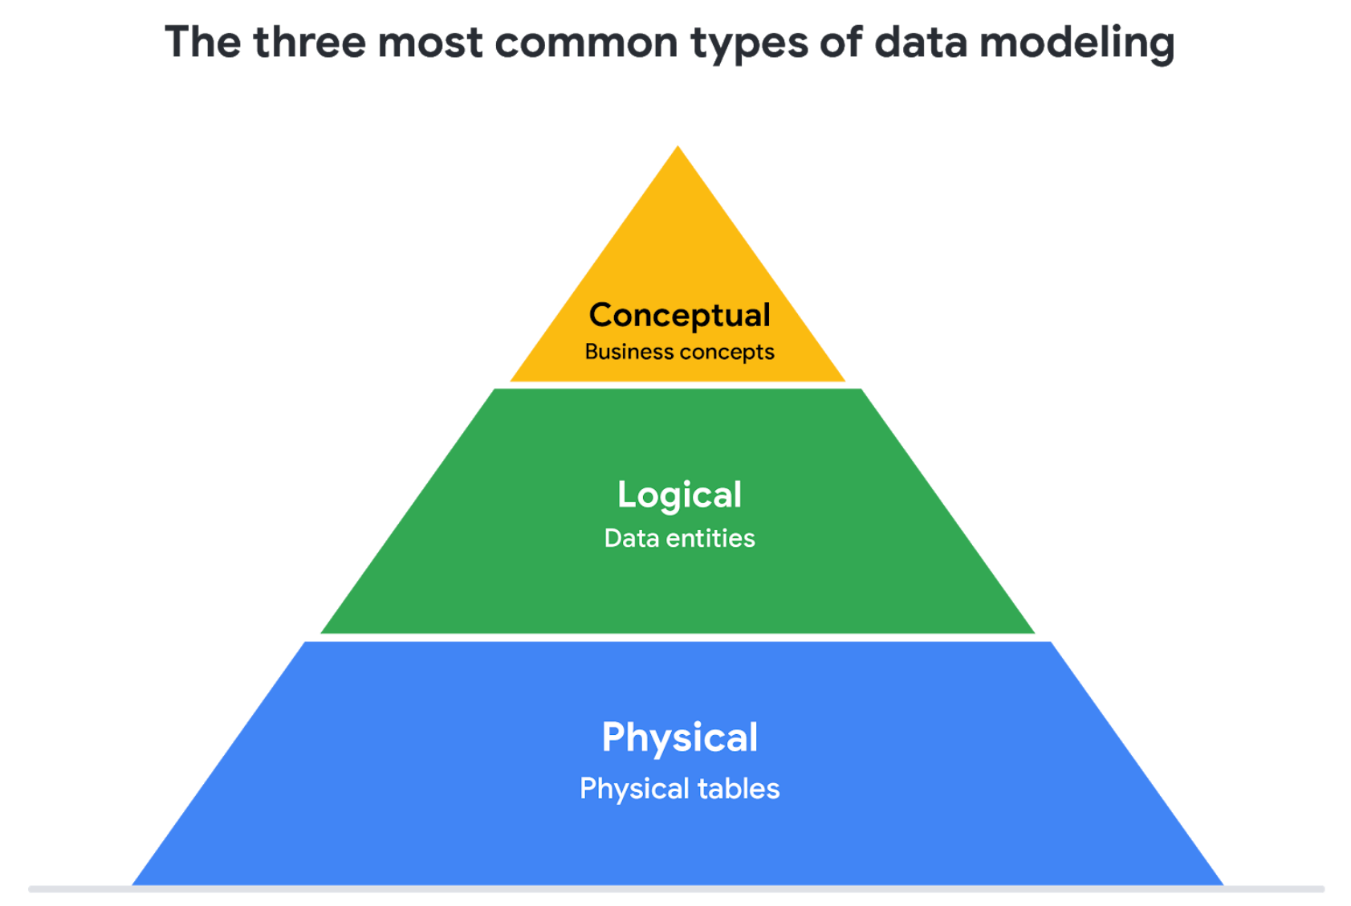 The three most common types of data modeling
Conceptual
Business concepts
Logical
Data entities
Physical
Physical tables